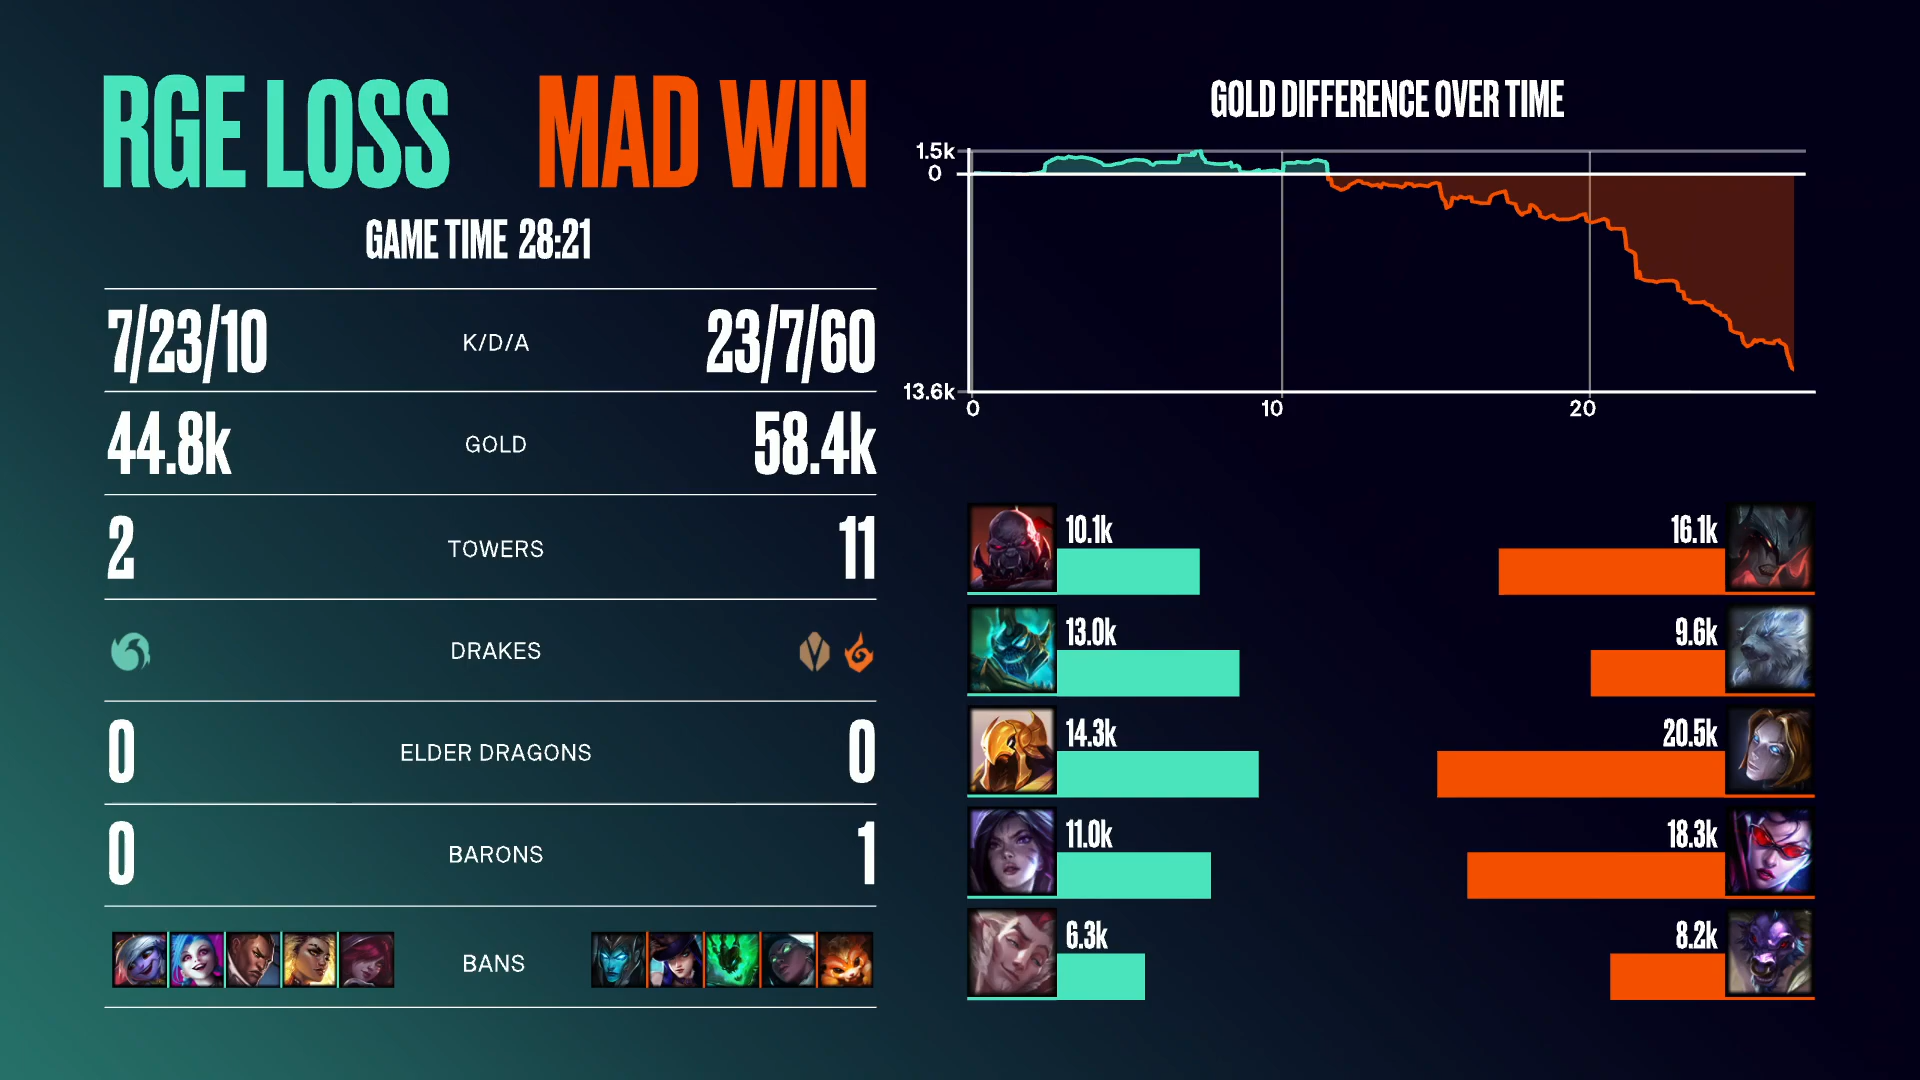 RGE LOSS MAD WIN
GAME TIME 28:21
7/23/10 K/D/A 23/7/60
44.8k GOLD 58.4k
2 TOWERS 11
DRAKES
0 ELDER DRAGONS 0
0 BARONS 1
BANS
GOLD DIFFERENCE OVER TIME
1.5k
0
13.6k
0 10 20
10.1k 16.1k
13.0k 9.6k
14.3k 20.5k
11.0k 18.3k
6.3k 8.2k